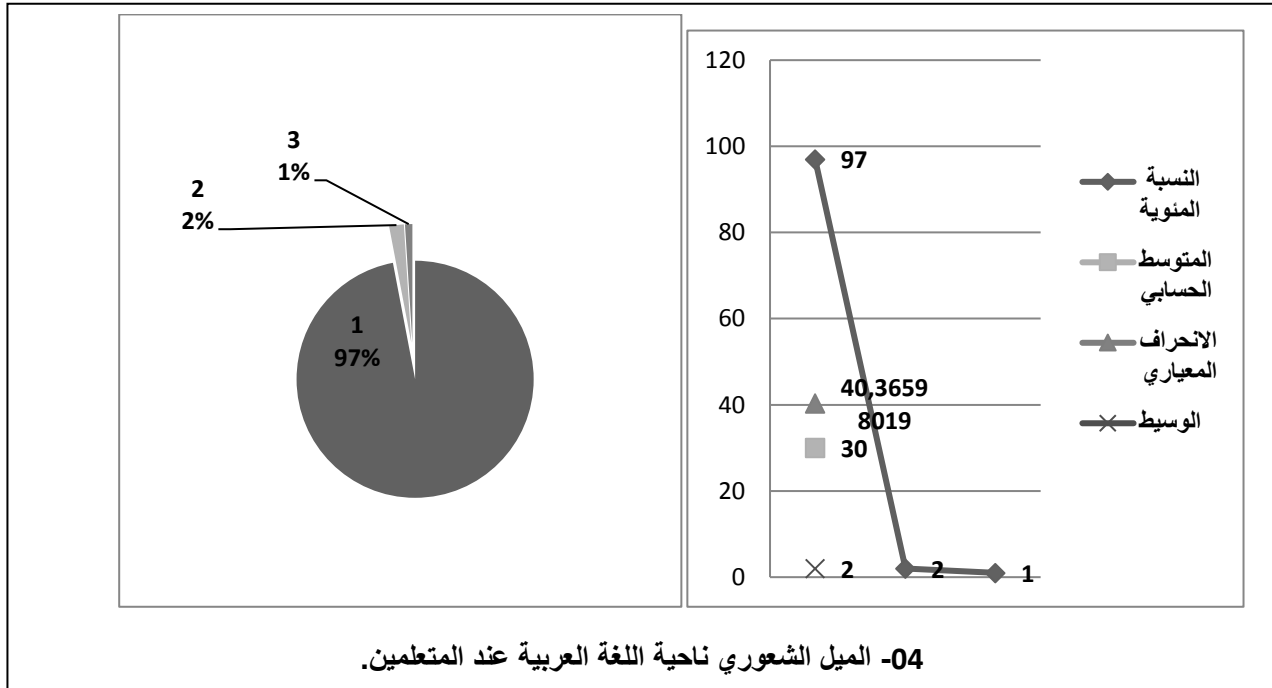 3
1%
2
2%
1
97%
120
100
80
60
40
20
0
97
40,3659
8019
30
2
2
1
النسبة
المئوية
المتوسط
الحسابي
الانحراف
المعياري
الوسيط
04- الميل الشعوري ناحية اللغة العربية عند المتعلمين.